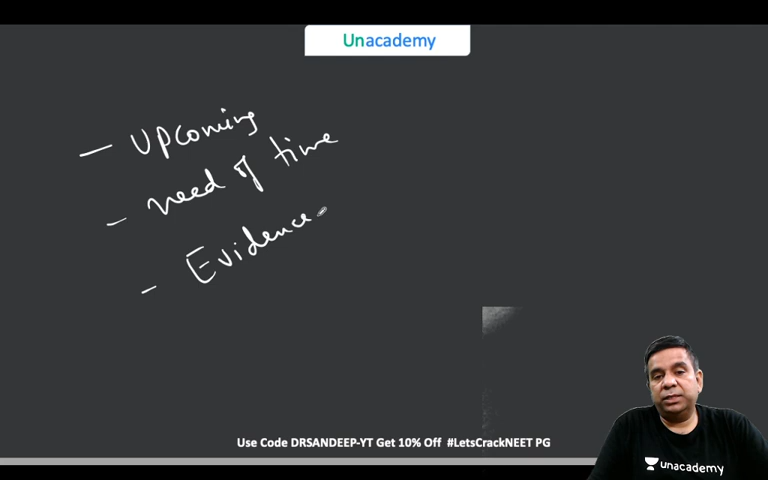 Unacademy
— Upcoming
- need of time
- Evidence
Use Code DRSANDEEP-YT Get 10% Off #LetsCrackNEET PG
unacademy